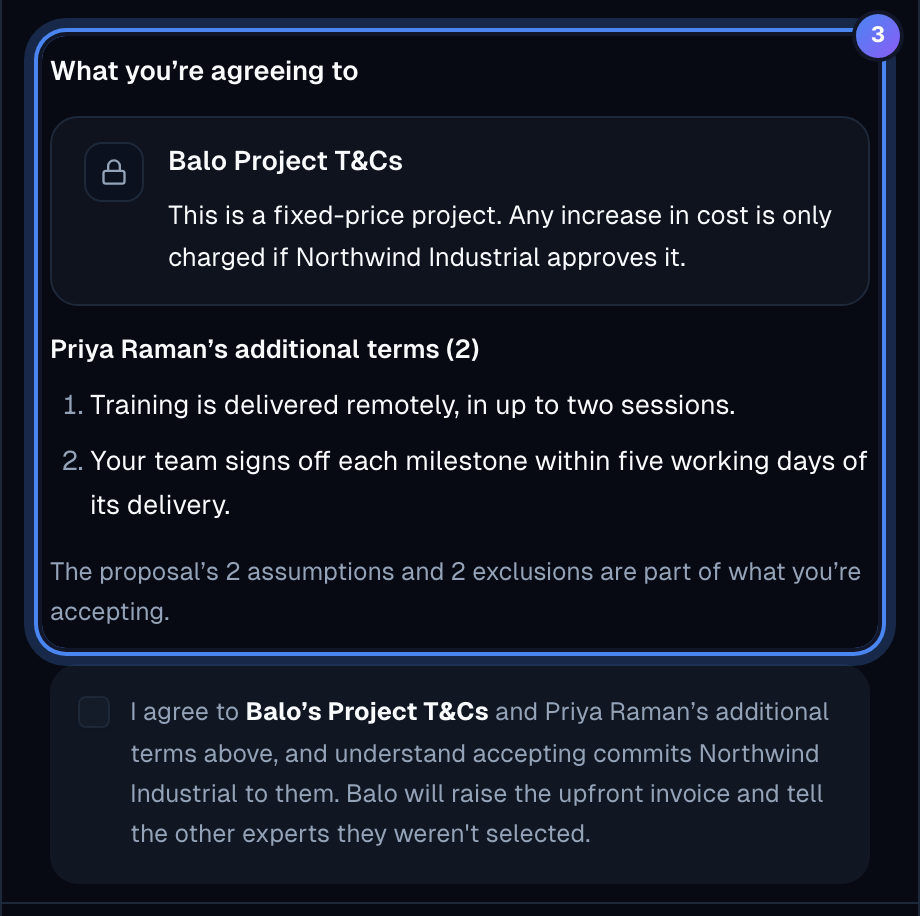 3
What you’re agreeing to
Balo Project T&Cs
This is a fixed-price project. Any increase in cost is only
charged if Northwind Industrial approves it.
Priya Raman’s additional terms (2)
1. Training is delivered remotely, in up to two sessions.
2. Your team signs off each milestone within five working days of
its delivery.
The proposal’s 2 assumptions and 2 exclusions are part of what you’re
accepting.
I agree to Balo’s Project T&Cs and Priya Raman’s additional
terms above, and understand accepting commits Northwind
Industrial to them. Balo will raise the upfront invoice and tell
the other experts they weren't selected.